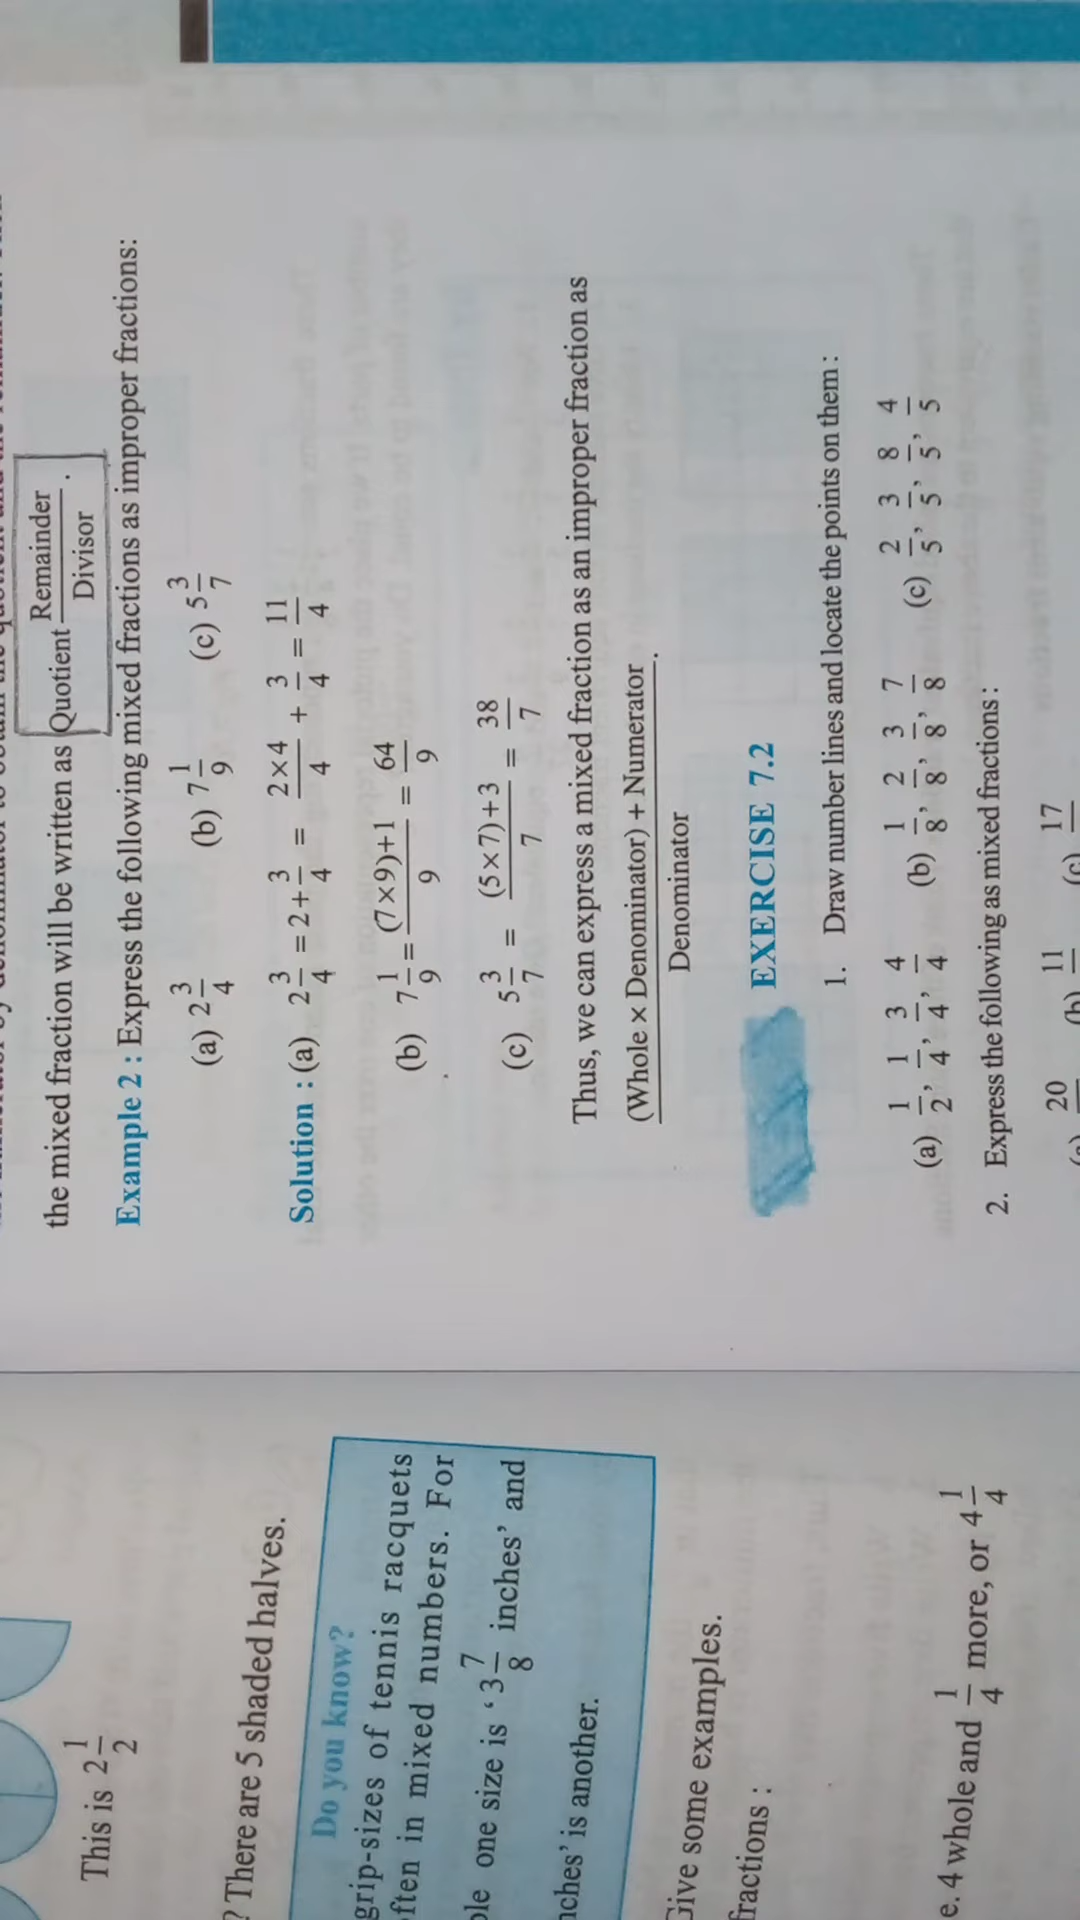 This is 2 1/2
? There are 5 shaded halves.
Do you know?
grip-sizes of tennis racquets
often in mixed numbers. For
one size is ‘3 7/8 inches’ and
is another.
Give some examples.
fractions :
4 whole and 1/4 more, or 4 1/4
the mixed fraction will be written as Quotient Remainder/Divisor .
Example 2 : Express the following mixed fractions as improper fractions:
(a) 2 3/4 (b) 7 1/9 (c) 5 3/7
Solution : (a) 2 3/4 = 2 + 3/4 = 2×4/4 + 3/4 = 11/4
(b) 7 1/9 = (7×9)+1/9 = 64/9
(c) 5 3/7 = (5×7)+3/7 = 38/7
Thus, we can express a mixed fraction as an improper fraction as
(Whole × Denominator) + Numerator
Denominator .
EXERCISE 7.2
1. Draw number lines and locate the points on them :
(a) 1/2, 1/4, 3/4, 4/4 (b) 1/8, 2/8, 3/8, 7/8 (c) 2/5, 3/5, 8/5, 4/5
2. Express the following as mixed fractions :
20 (b) 11 (c) 17